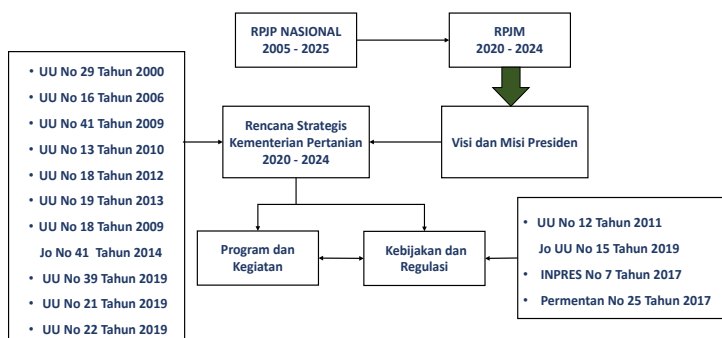 RPJP NASIONAL
2005 - 2025
RPJM
2020 - 2024
• UU No 29 Tahun 2000
• UU No 16 Tahun 2006
• UU No 41 Tahun 2009
• UU No 13 Tahun 2010
• UU No 18 Tahun 2012
• UU No 19 Tahun 2013
• UU No 18 Tahun 2009
Jo No 41 Tahun 2014
• UU No 39 Tahun 2019
• UU No 21 Tahun 2019
• UU No 22 Tahun 2019
Rencana Strategis
Kementerian Pertanian
2020 - 2024
Visi dan Misi Presiden
Program dan
Kegiatan
Kebijakan dan
Regulasi
• UU No 12 Tahun 2011
Jo UU No 15 Tahun 2019
• INPRES No 7 Tahun 2017
• Permentan No 25 Tahun 2017